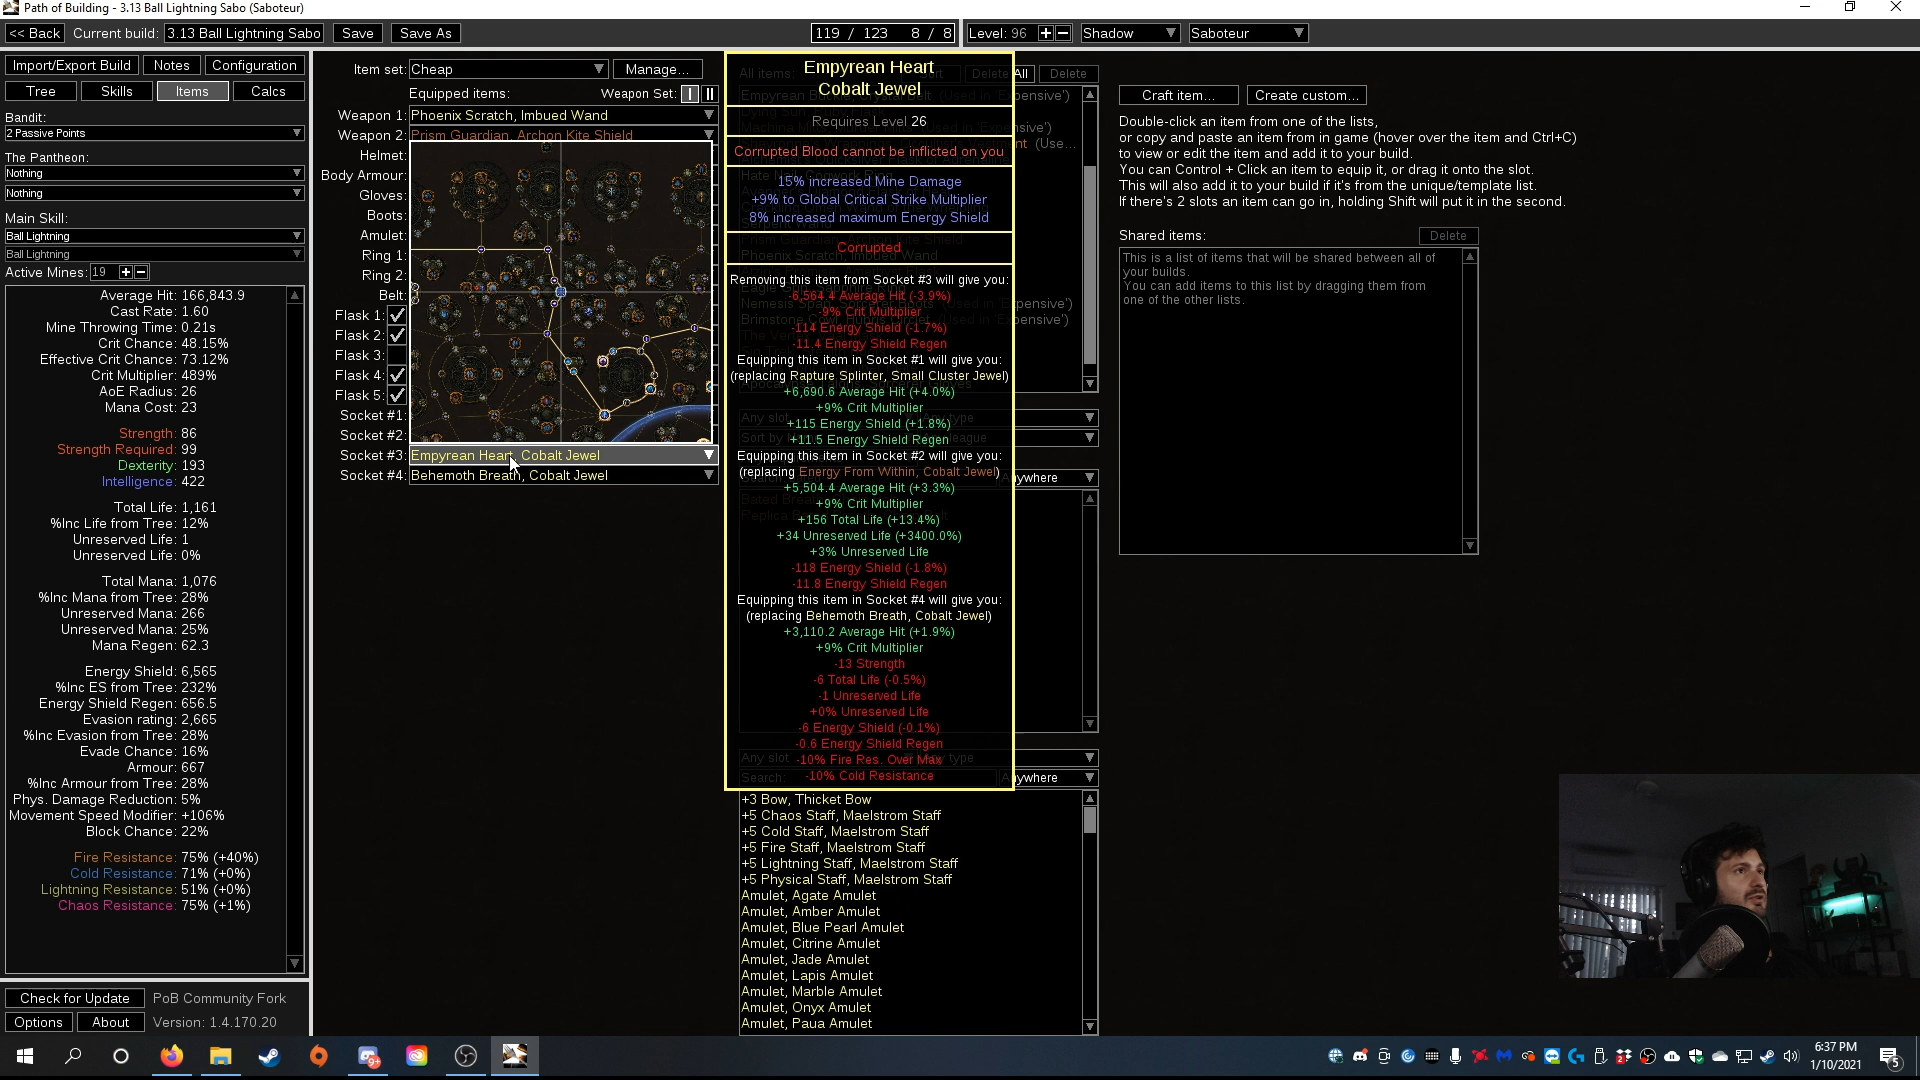 Path of Building - 3.13 Ball Lightning Sabo (Saboteur)
<< Back
Current build:
3.13 Ball Lightning Sabo
Save
Save As
119 / 123 8 / 8
Level: 96
Shadow
Saboteur
Import/Export Build
Notes
Configuration
Tree
Skills
Items
Calcs
Bandit:
2 Passive Points
The Pantheon:
Nothing
Nothing
Main Skill:
Ball Lightning
Ball Lightning
Active Mines: 19
Average Hit: 166,843.9
Cast Rate: 1.60
Mine Throwing Time: 0.21s
Crit Chance: 48.15%
Effective Crit Chance: 73.12%
Crit Multiplier: 489%
AoE Radius: 26
Mana Cost: 23
Strength: 86
Strength Required: 99
Dexterity: 193
Intelligence: 422
Total Life: 1,161
%Inc Life from Tree: 12%
Unreserved Life: 1
Unreserved Life: 0%
Total Mana: 1,076
%Inc Mana from Tree: 28%
Unreserved Mana: 266
Unreserved Mana: 25%
Mana Regen: 62.3
Energy Shield: 6,565
%Inc ES from Tree: 232%
Energy Shield Regen: 656.5
Evasion rating: 2,665
%Inc Evasion from Tree: 28%
Evade Chance: 16%
Armour: 667
%Inc Armour from Tree: 28%
Phys. Damage Reduction: 5%
Movement Speed Modifier: +106%
Block Chance: 22%
Fire Resistance: 75% (+40%)
Cold Resistance: 71% (+0%)
Lightning Resistance: 51% (+0%)
Chaos Resistance: 75% (+1%)
Check for Update
PoB Community Fork
Options
About
Version: 1.4.170.20
Item set: Cheap
Manage...
Equipped items:
Weapon Set: I II
Weapon 1: Phoenix Scratch, Imbued Wand
Weapon 2: Prism Guardian, Archon Kite Shield
Helmet:
Body Armour:
Gloves:
Boots:
Amulet:
Ring 1:
Ring 2:
Belt:
Flask 1:
Flask 2:
Flask 3:
Flask 4:
Flask 5:
Socket #1:
Socket #2:
Socket #3: Empyrean Heart, Cobalt Jewel
Socket #4: Behemoth Breath, Cobalt Jewel
Empyrean Heart
Cobalt Jewel
Requires Level 26
Corrupted Blood cannot be inflicted on you
15% increased Mine Damage
+9% to Global Critical Strike Multiplier
8% increased maximum Energy Shield
Corrupted
Removing this item from Socket #3 will give you:
-6,564.4 Average Hit (-3.9%)
-9% Crit Multiplier
-114 Energy Shield (-1.7%)
-11.4 Energy Shield Regen
Equipping this item in Socket #1 will give you:
(replacing Rapture Splinter, Small Cluster Jewel)
+6,690.6 Average Hit (+4.0%)
+9% Crit Multiplier
+115 Energy Shield (+1.8%)
+11.5 Energy Shield Regen
Equipping this item in Socket #2 will give you:
(replacing Energy From Within, Cobalt Jewel)
+5,504.4 Average Hit (+3.3%)
+9% Crit Multiplier
+156 Total Life (+13.4%)
+34 Unreserved Life (+3400.0%)
+3% Unreserved Life
-118 Energy Shield (-1.8%)
-11.8 Energy Shield Regen
Equipping this item in Socket #4 will give you:
(replacing Behemoth Breath, Cobalt Jewel)
+3,110.2 Average Hit (+1.9%)
+9% Crit Multiplier
-13 Strength
-6 Total Life (-0.5%)
-1 Unreserved Life
+0% Unreserved Life
-6 Energy Shield (-0.1%)
-0.6 Energy Shield Regen
-10% Fire Res. Over Max
-10% Cold Resistance
All items:
Delete All
Delete
Anywhere
Any slot
Search:
Anywhere
+3 Bow, Thicket Bow
+5 Chaos Staff, Maelstrom Staff
+5 Cold Staff, Maelstrom Staff
+5 Fire Staff, Maelstrom Staff
+5 Lightning Staff, Maelstrom Staff
+5 Physical Staff, Maelstrom Staff
Amulet, Agate Amulet
Amulet, Amber Amulet
Amulet, Blue Pearl Amulet
Amulet, Citrine Amulet
Amulet, Jade Amulet
Amulet, Lapis Amulet
Amulet, Marble Amulet
Amulet, Onyx Amulet
Amulet, Paua Amulet
Craft item...
Create custom...
Double-click an item from one of the lists,
or copy and paste an item from in game (hover over the item and Ctrl+C)
to view or edit the item and add it to your build.
You can Control + Click an item to equip it, or drag it onto the slot.
This will also add it to your build if it's from the unique/template list.
If there's 2 slots an item can go in, holding Shift will put it in the second.
Shared items:
Delete
This is a list of items that will be shared between all of
your builds.
You can add items to this list by dragging them from
one of the other lists.
6:37 PM
1/10/2021